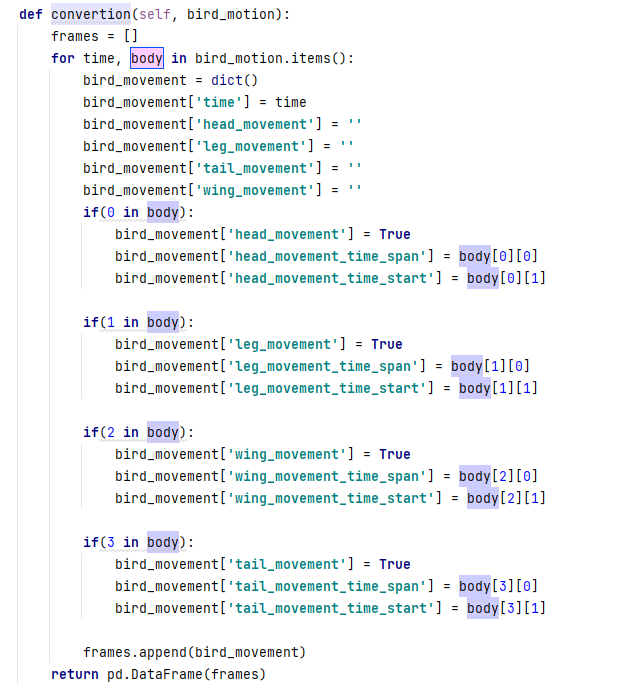 def convertion(self, bird_motion):
    frames = []
    for time, body in bird_motion.items():
        bird_movement = dict()
        bird_movement['time'] = time
        bird_movement['head_movement'] = ''
        bird_movement['leg_movement'] = ''
        bird_movement['tail_movement'] = ''
        bird_movement['wing_movement'] = ''
        if(0 in body):
            bird_movement['head_movement'] = True
            bird_movement['head_movement_time_span'] = body[0][0]
            bird_movement['head_movement_time_start'] = body[0][1]

        if(1 in body):
            bird_movement['leg_movement'] = True
            bird_movement['leg_movement_time_span'] = body[1][0]
            bird_movement['leg_movement_time_start'] = body[1][1]

        if(2 in body):
            bird_movement['wing_movement'] = True
            bird_movement['wing_movement_time_span'] = body[2][0]
            bird_movement['wing_movement_time_start'] = body[2][1]

        if(3 in body):
            bird_movement['tail_movement'] = True
            bird_movement['tail_movement_time_span'] = body[3][0]
            bird_movement['tail_movement_time_start'] = body[3][1]

        frames.append(bird_movement)
    return pd.DataFrame(frames)